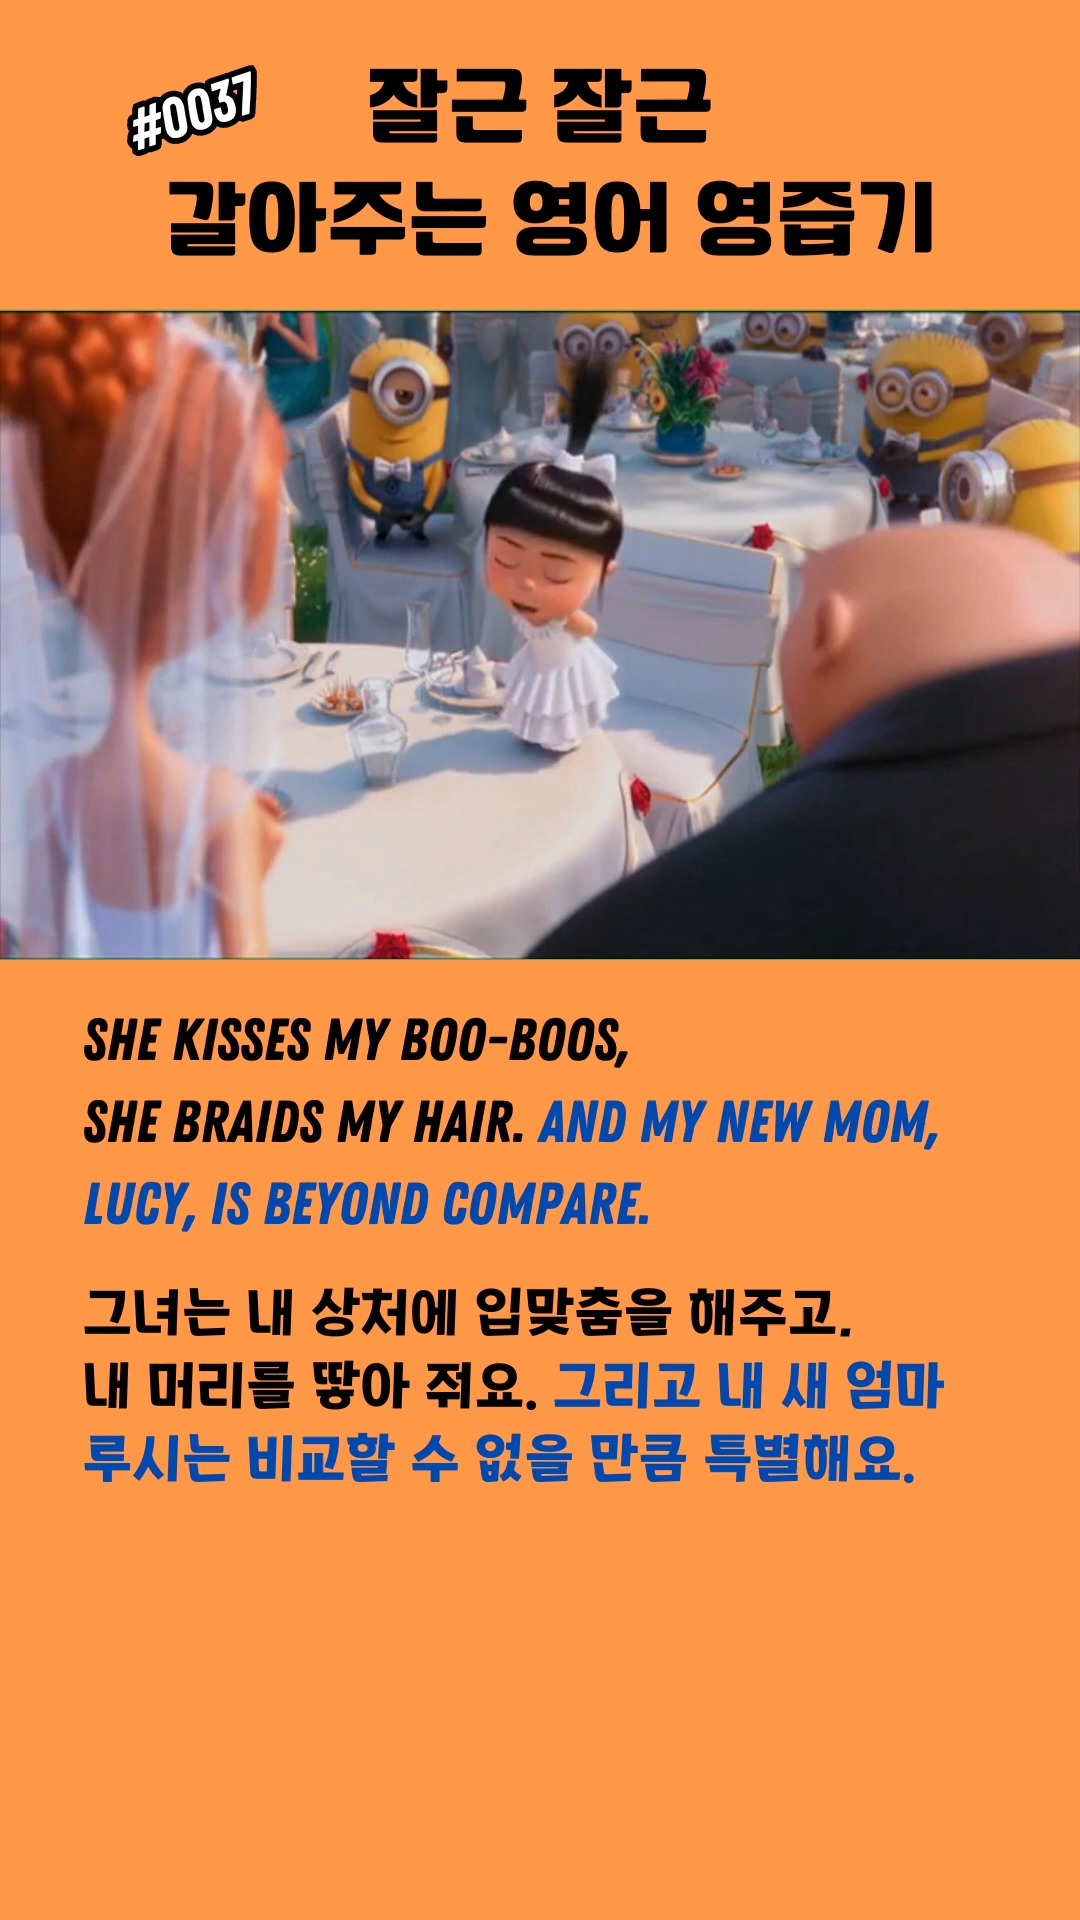 #0037
잘근 잘근
갈아주는 영어 영즙기
SHE KISSES MY BOO-BOOS,
SHE BRAIDS MY HAIR. AND MY NEW MOM,
LUCY, IS BEYOND COMPARE.
그녀는 내 상처에 입맞춤을 해주고,
내 머리를 땋아 줘요. 그리고 내 새 엄마
루시는 비교할 수 없을 만큼 특별해요.